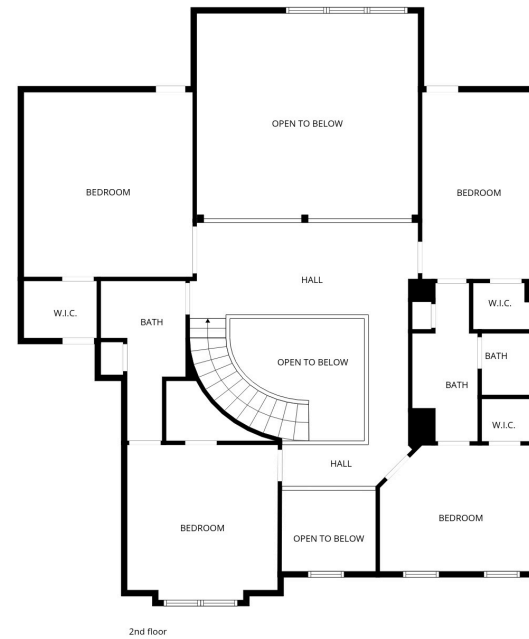 OPEN TO BELOW
BEDROOM
BEDROOM
HALL
W.I.C.
W.I.C.
BATH
OPEN TO BELOW
BATH
BATH
W.I.C.
HALL
BEDROOM
BEDROOM
OPEN TO BELOW
2nd floor